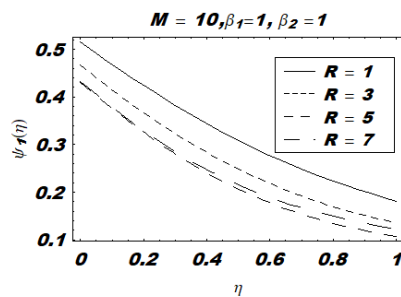 M = 10,β₁=1, β₂ =1
0.5
0.4
0.3
0.2
0.1
ψ₁(η)
R = 1
R = 3
R = 5
R = 7
0 0.2 0.4 0.6 0.8 1
η